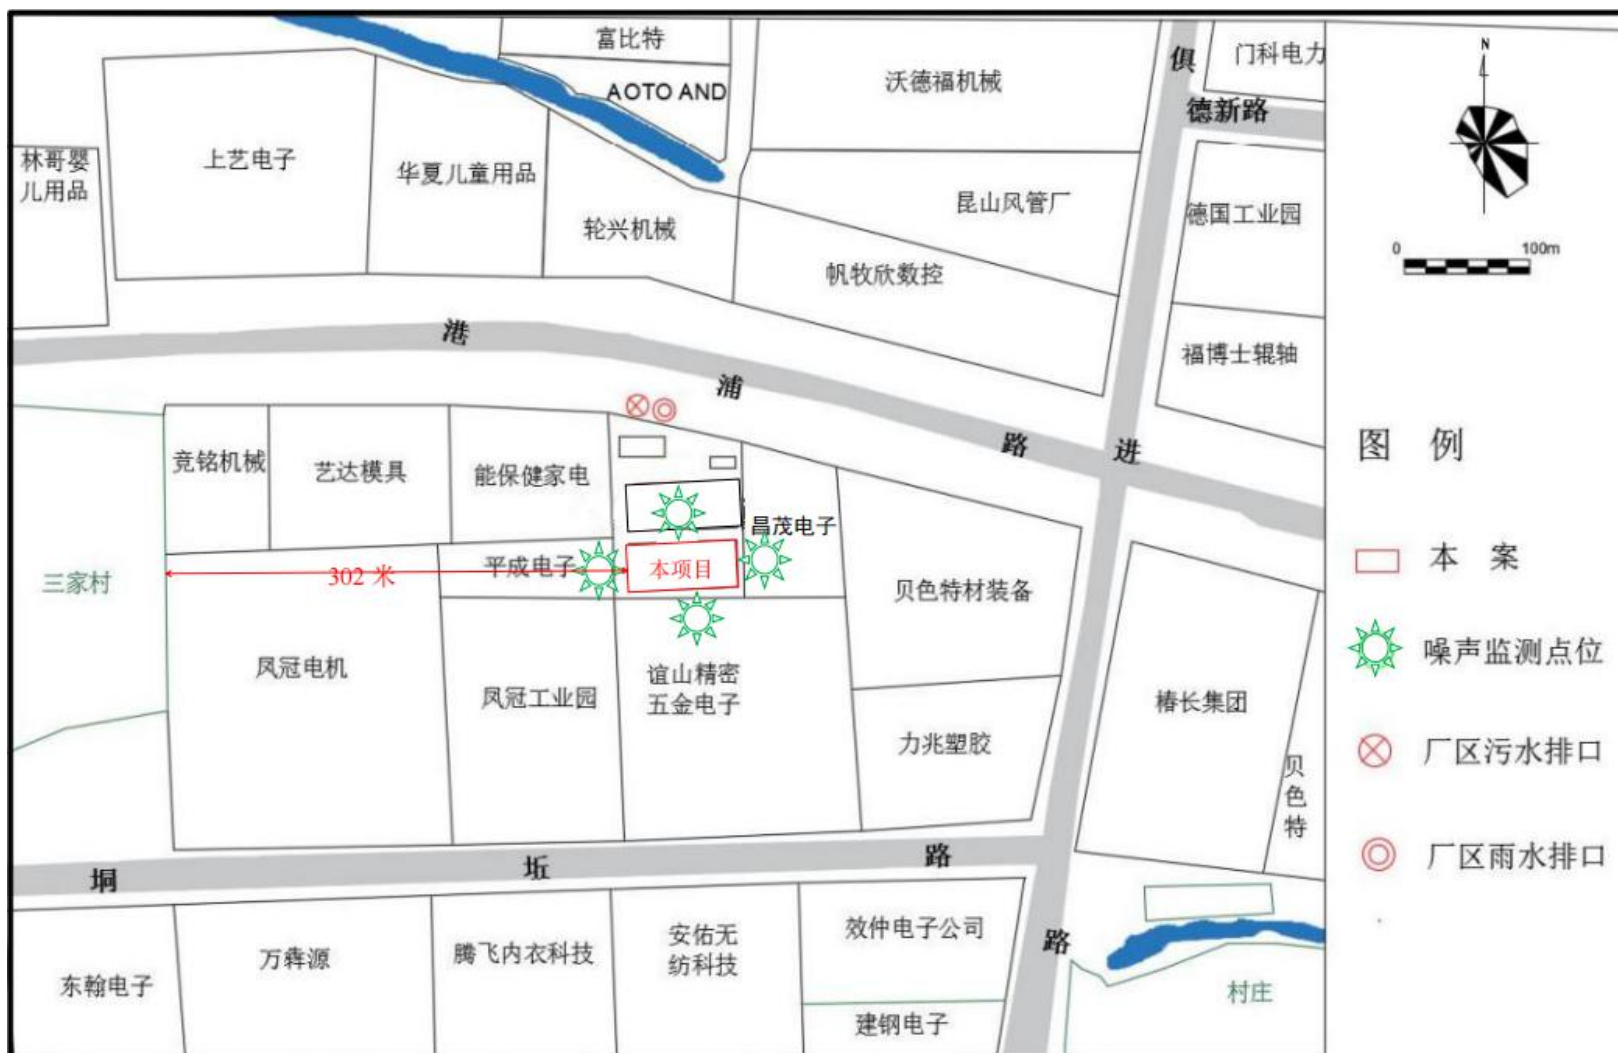 富比特
AOTO AND
沃德福机械
俱
门科电力
德新路
N
林哥婴
儿用品
上艺电子
华夏儿童用品
轮兴机械
昆山风管厂
德国工业园
帆牧欣数控
0
100m
港
浦
路
进
福博士辊轴
图 例
竞铭机械
艺达模具
能保健家电
昌茂电子
三家村
302 米
平成电子
本项目
贝色特材装备
本 案
凤冠电机
凤冠工业园
谊山精密
五金电子
噪声监测点位
椿长集团
力兆塑胶
厂区污水排口
贝
色
特
厂区雨水排口
垌
坵
路
东翰电子
万犇源
腾飞内衣科技
安佑无
纺科技
效仲电子公司
路
建钢电子
村庄